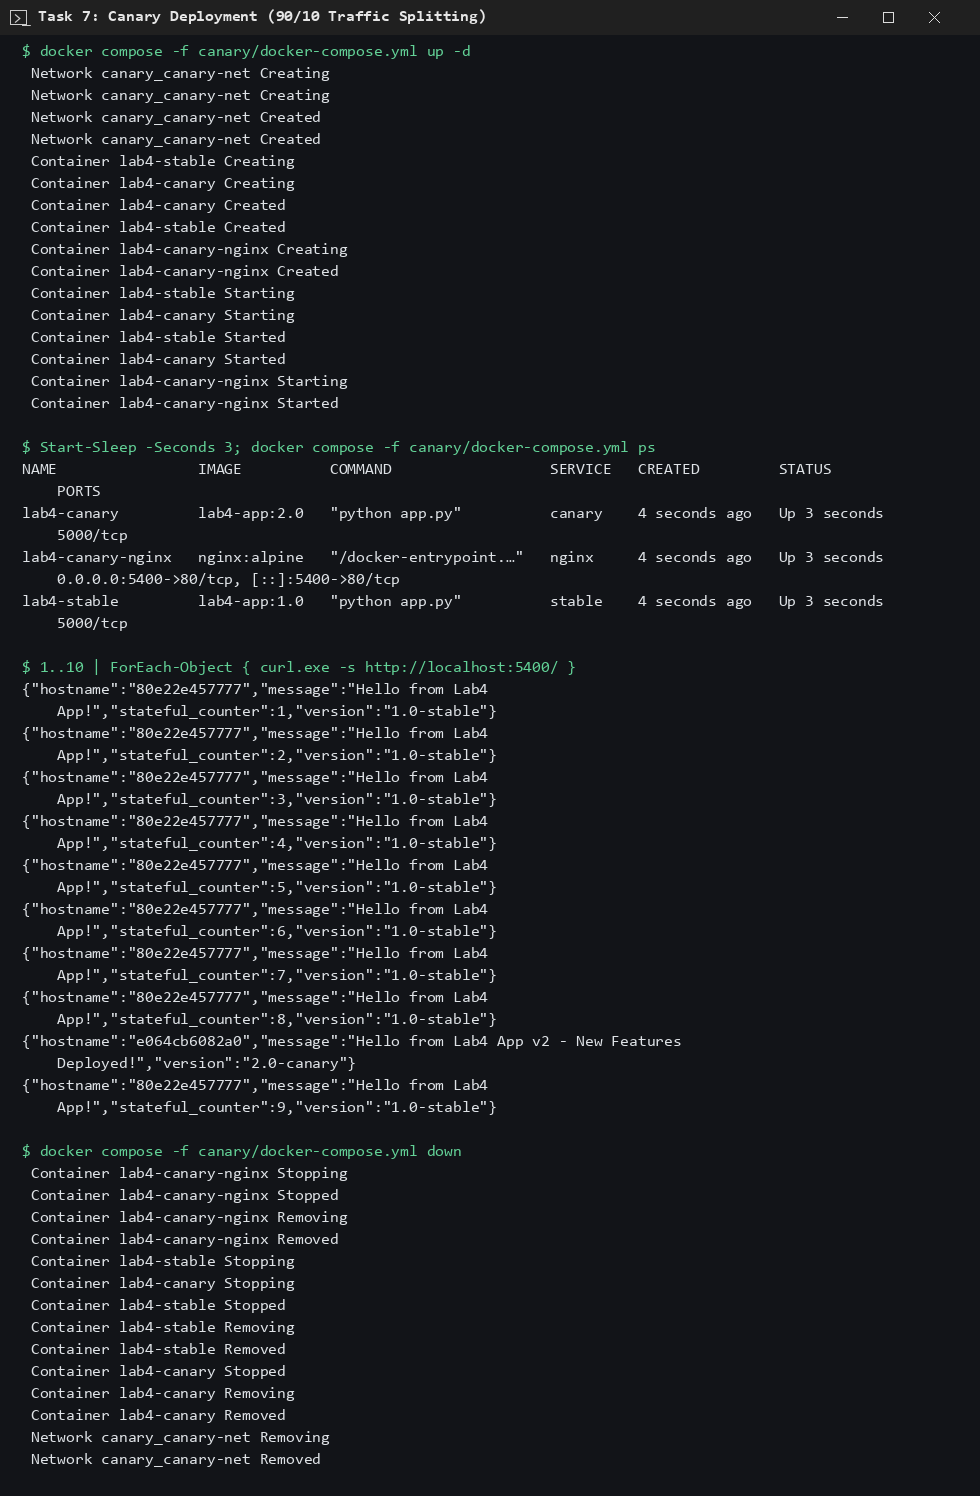 Task 7: Canary Deployment (90/10 Traffic Splitting)
$ docker compose -f canary/docker-compose.yml up -d
Network canary_canary-net Creating
Network canary_canary-net Creating
Network canary_canary-net Created
Network canary_canary-net Created
Container lab4-stable Creating
Container lab4-canary Creating
Container lab4-canary Created
Container lab4-stable Created
Container lab4-canary-nginx Creating
Container lab4-canary-nginx Created
Container lab4-stable Starting
Container lab4-canary Starting
Container lab4-stable Started
Container lab4-canary Started
Container lab4-canary-nginx Starting
Container lab4-canary-nginx Started
$ Start-Sleep -Seconds 3; docker compose -f canary/docker-compose.yml ps
NAME IMAGE COMMAND SERVICE CREATED STATUS
PORTS
lab4-canary lab4-app:2.0 "python app.py" canary 4 seconds ago Up 3 seconds
5000/tcp
lab4-canary-nginx nginx:alpine "/docker-entrypoint.…" nginx 4 seconds ago Up 3 seconds
0.0.0.0:5400->80/tcp, [::]:5400->80/tcp
lab4-stable lab4-app:1.0 "python app.py" stable 4 seconds ago Up 3 seconds
5000/tcp
$ 1..10 | ForEach-Object { curl.exe -s http://localhost:5400/ }
{"hostname":"80e22e457777","message":"Hello from Lab4
App!","stateful_counter":1,"version":"1.0-stable"}
{"hostname":"80e22e457777","message":"Hello from Lab4
App!","stateful_counter":2,"version":"1.0-stable"}
{"hostname":"80e22e457777","message":"Hello from Lab4
App!","stateful_counter":3,"version":"1.0-stable"}
{"hostname":"80e22e457777","message":"Hello from Lab4
App!","stateful_counter":4,"version":"1.0-stable"}
{"hostname":"80e22e457777","message":"Hello from Lab4
App!","stateful_counter":5,"version":"1.0-stable"}
{"hostname":"80e22e457777","message":"Hello from Lab4
App!","stateful_counter":6,"version":"1.0-stable"}
{"hostname":"80e22e457777","message":"Hello from Lab4
App!","stateful_counter":7,"version":"1.0-stable"}
{"hostname":"80e22e457777","message":"Hello from Lab4
App!","stateful_counter":8,"version":"1.0-stable"}
{"hostname":"e064cb6082a0","message":"Hello from Lab4 App v2 - New Features
Deployed!","version":"2.0-canary"}
{"hostname":"80e22e457777","message":"Hello from Lab4
App!","stateful_counter":9,"version":"1.0-stable"}
$ docker compose -f canary/docker-compose.yml down
Container lab4-canary-nginx Stopping
Container lab4-canary-nginx Stopped
Container lab4-canary-nginx Removing
Container lab4-canary-nginx Removed
Container lab4-stable Stopping
Container lab4-canary Stopping
Container lab4-stable Stopped
Container lab4-stable Removing
Container lab4-stable Removed
Container lab4-canary Stopped
Container lab4-canary Removing
Container lab4-canary Removed
Network canary_canary-net Removing
Network canary_canary-net Removed